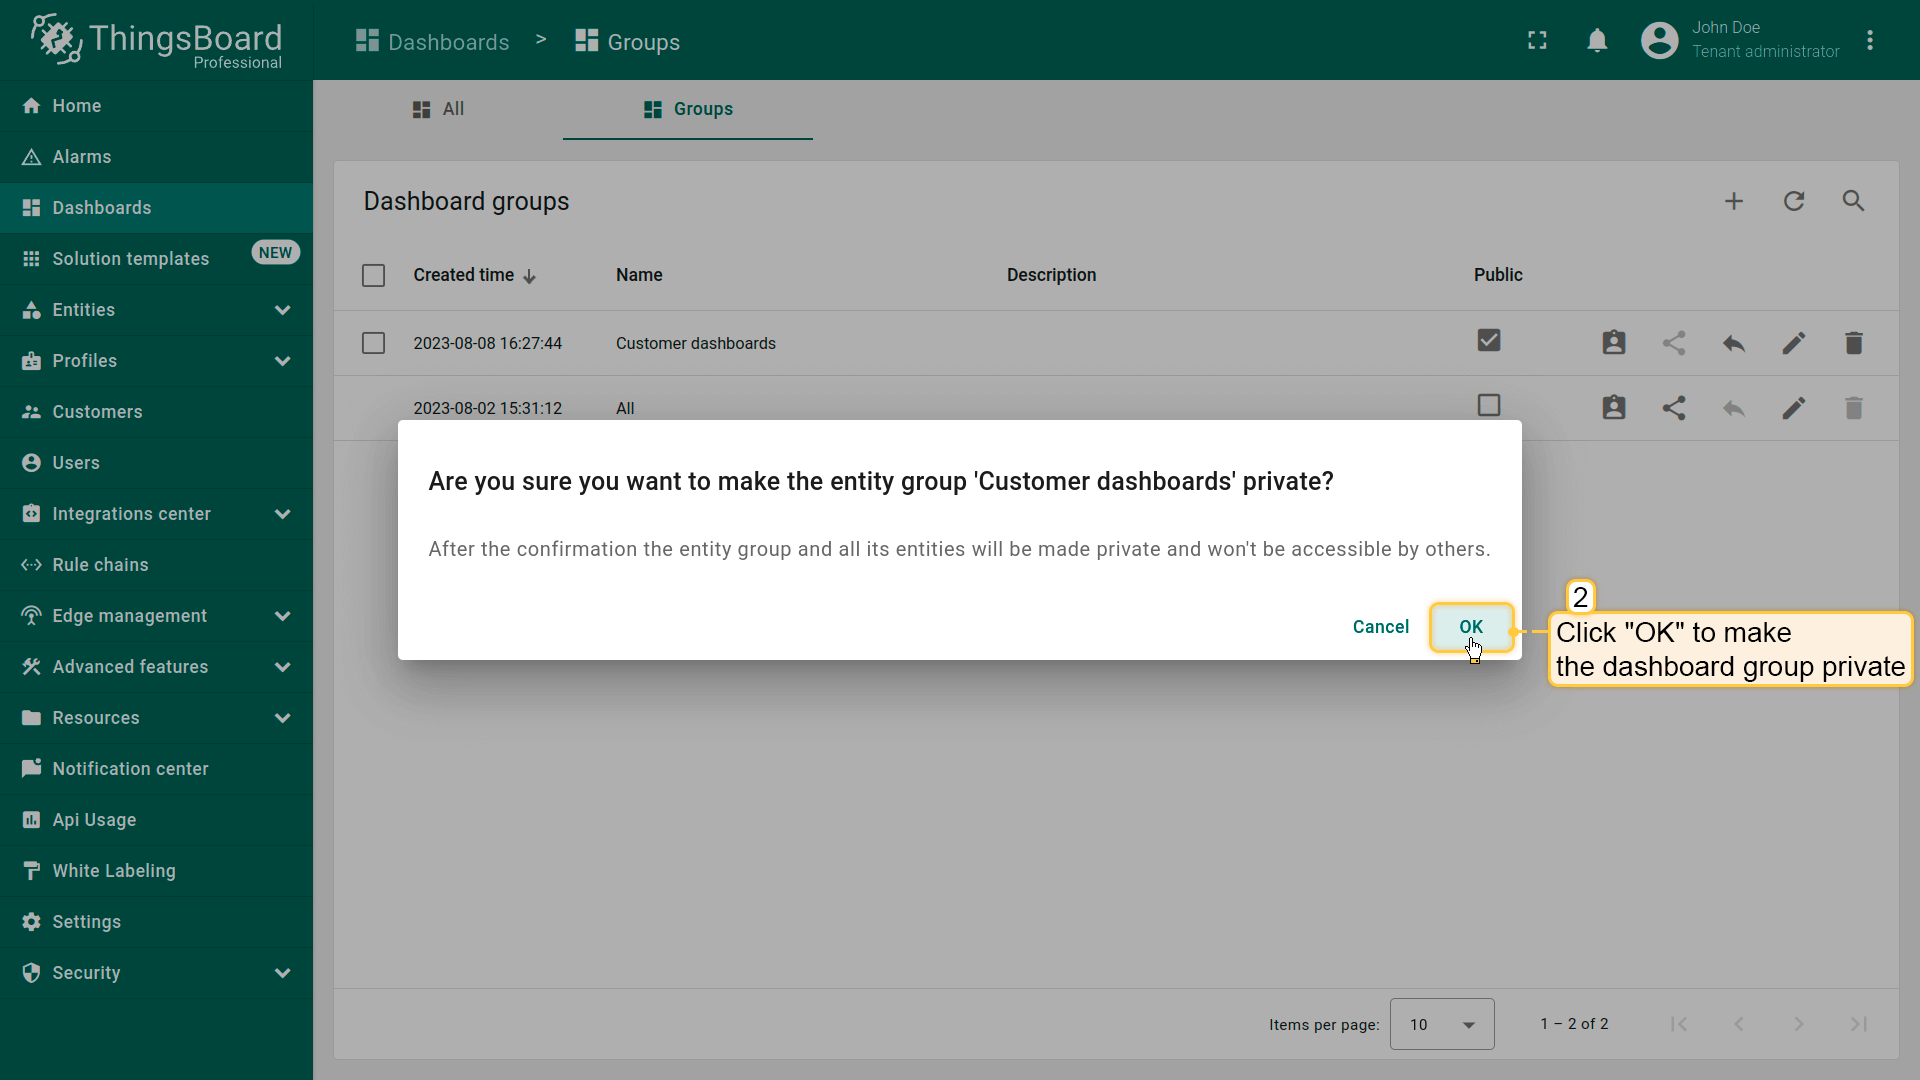 ThingsBoard
Professional
Dashboards > Groups
John Doe
Tenant administrator
Home
Alarms
Dashboards
Solution templates NEW
Entities
Profiles
Customers
Users
Integrations center
Rule chains
Edge management
Advanced features
Resources
Notification center
Api Usage
White Labeling
Settings
Security
All Groups
Dashboard groups
Created time Name Description Public
2023-08-08 16:27:44 Customer dashboards
2023-08-02 15:31:12 All
Are you sure you want to make the entity group 'Customer dashboards' private?
After the confirmation the entity group and all its entities will be made private and won't be accessible by others.
Cancel OK
2
Click "OK" to make
the dashboard group private
Items per page: 10 1 – 2 of 2